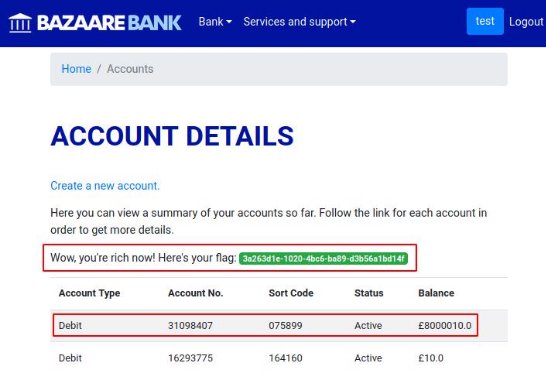 BAZAARE BANK Bank Services and support test Logout
Home / Accounts
ACCOUNT DETAILS
Create a new account.
Here you can view a summary of your accounts so far. Follow the link for each account in
order to get more details.
Wow, you're rich now! Here's your flag: 3a263d1e-1020-4bc6-ba89-d3b56a1bd14f
Account Type Account No. Sort Code Status Balance
Debit 31098407 075899 Active £8000010.0
Debit 16293775 164160 Active £10.0